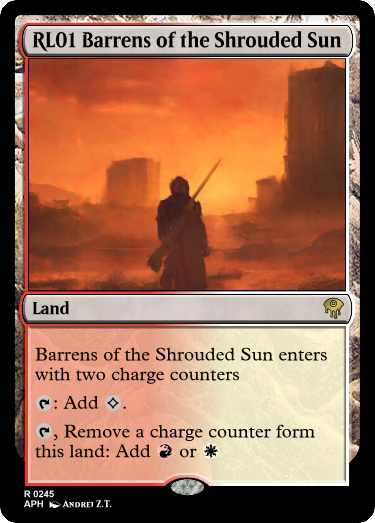 RL01 Barrens of the Shrouded Sun
Land
Barrens of the Shrouded Sun enters
with two charge counters
: Add .
, Remove a charge counter form
this land: Add or
R 0245
APH Andrej Z.T.